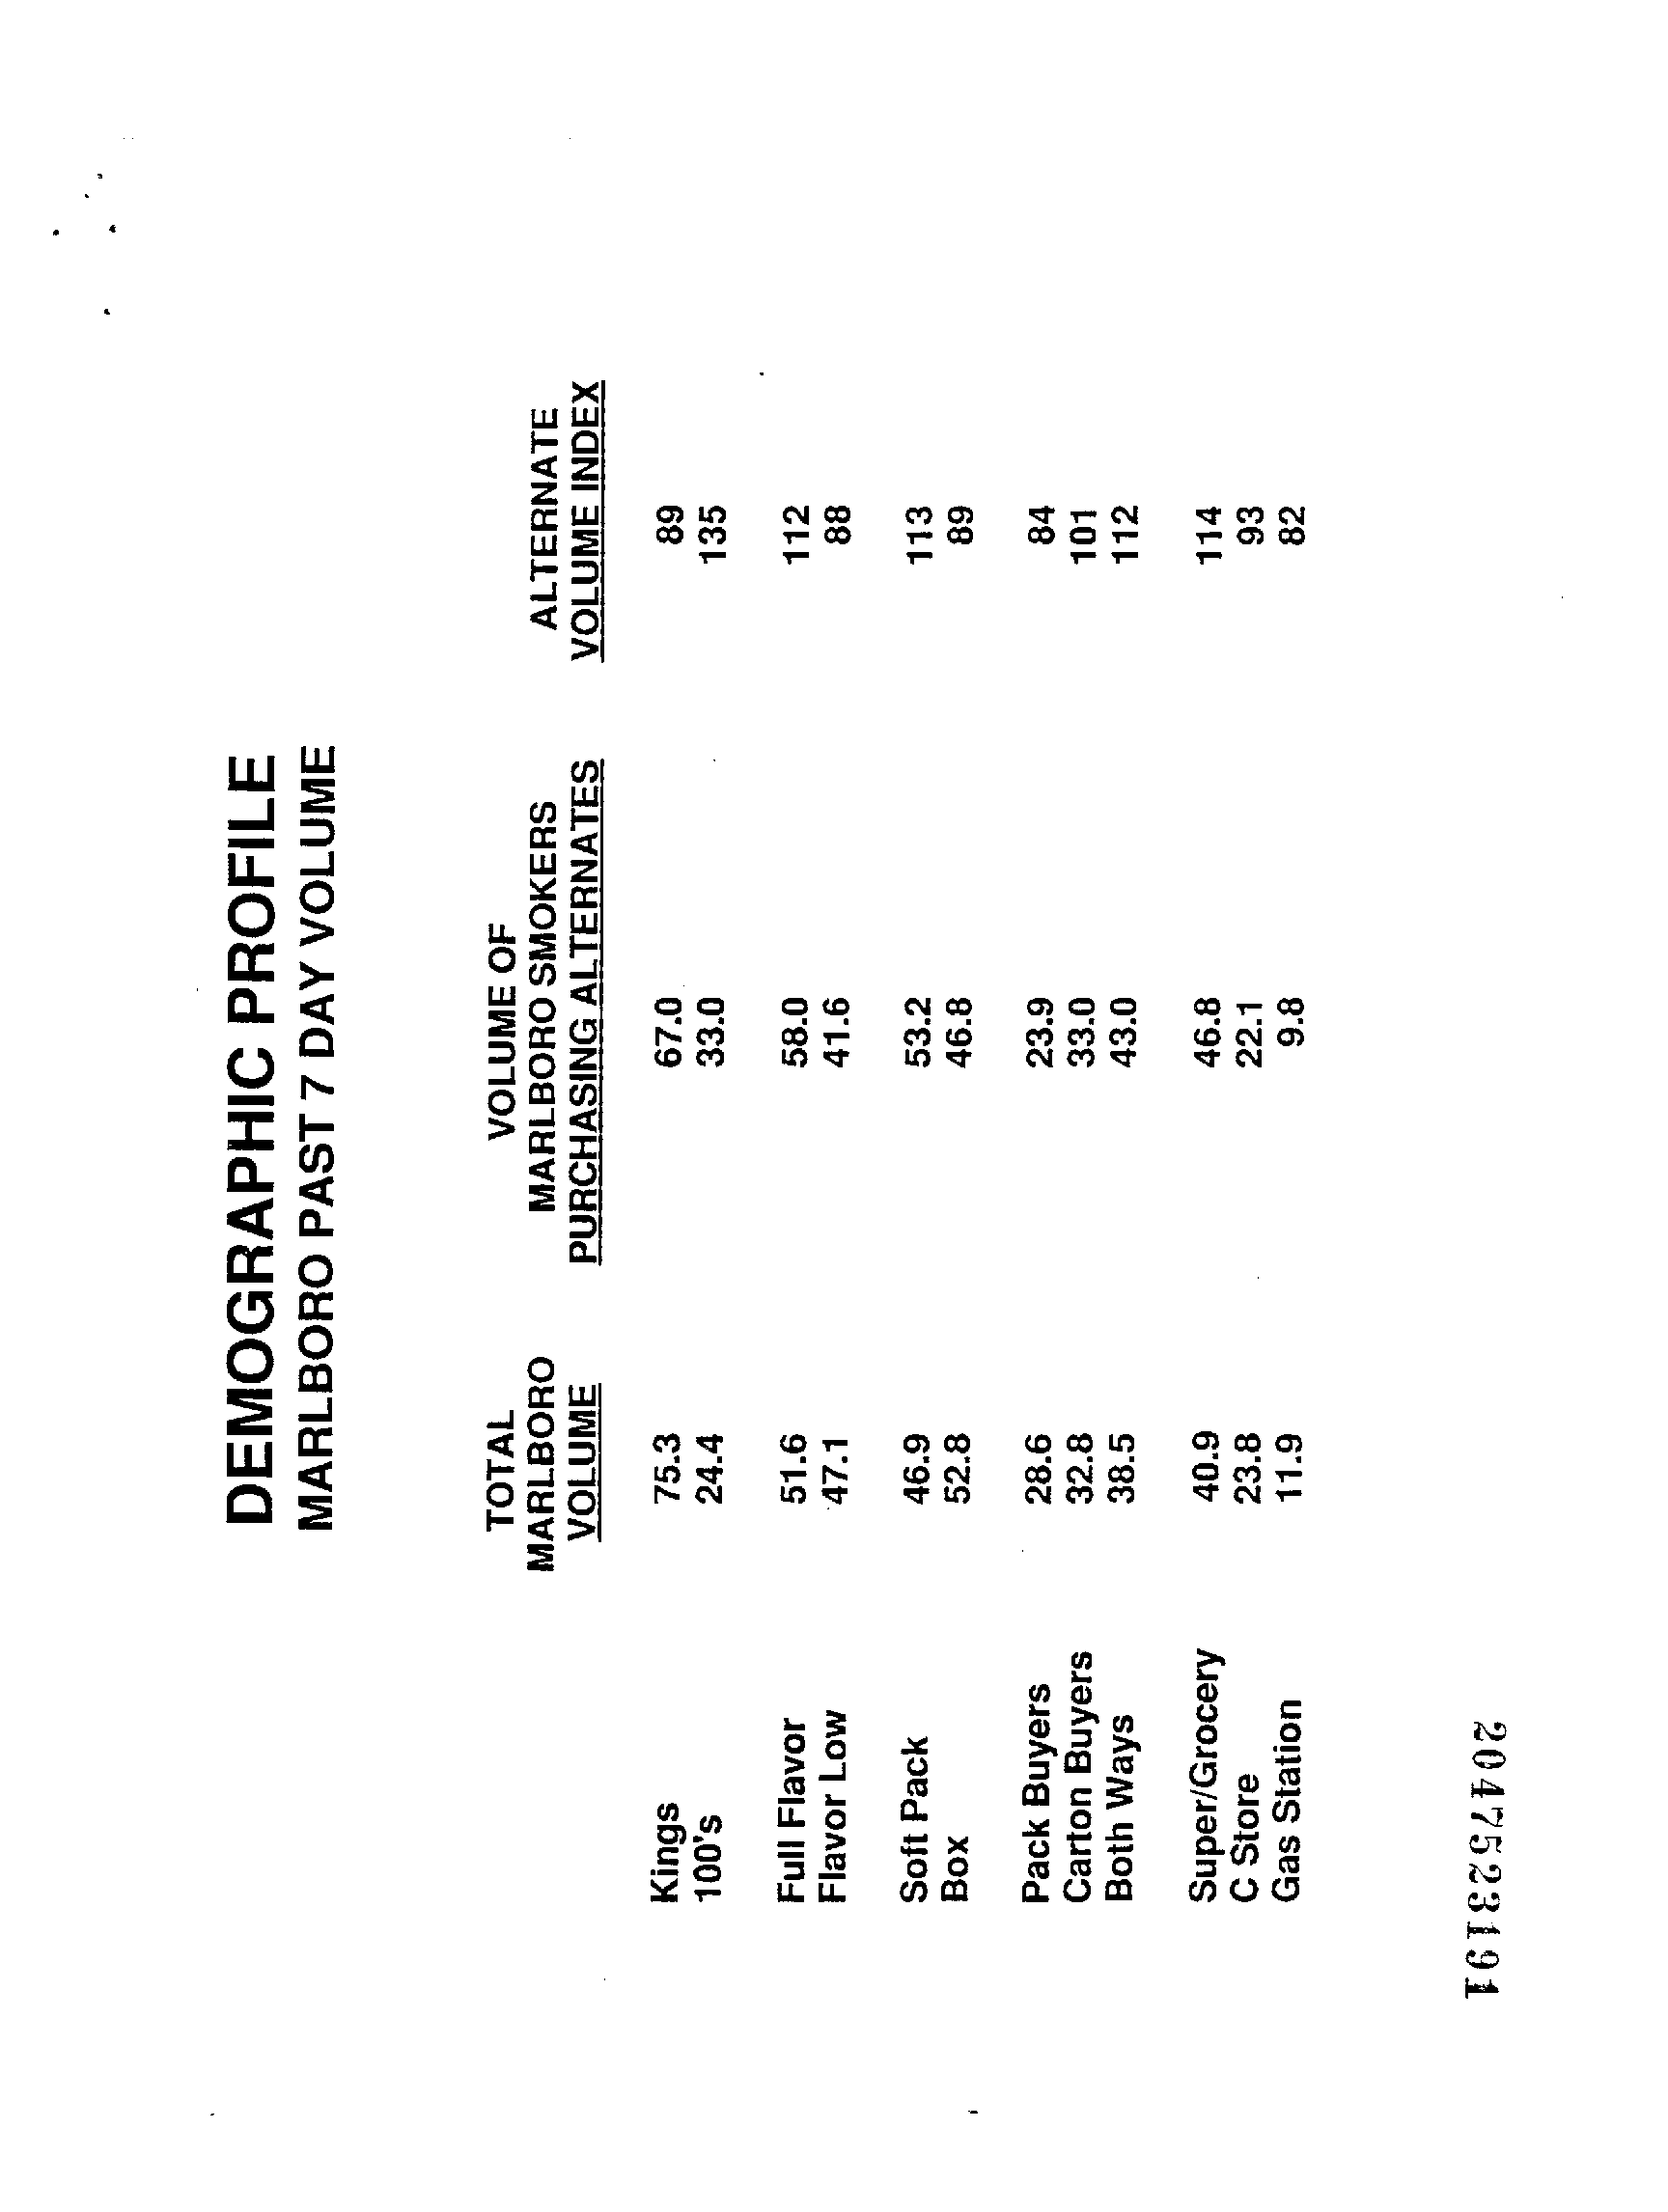 DEMOGRAPHIC PROFILE
MARLBORO PAST 7 DAY VOLUME
TOTAL MARLBORO VOLUME
VOLUME OF MARLBORO SMOKERS PURCHASING ALTERNATES
ALTERNATE VOLUME INDEX
Kings 75.3 67.0 89
100's 24.4 33.0 135
Full Flavor 51.6 58.0 112
Flavor Low 47.1 41.6 88
Soft Pack 46.9 53.2 113
Box 52.8 46.8 89
Pack Buyers 28.6 23.9 84
Carton Buyers 32.8 33.0 101
Both Ways 38.5 43.0 112
Super/Grocery 40.9 46.8 114
C Store 23.8 22.1 93
Gas Station 11.9 9.8 82
2047523191